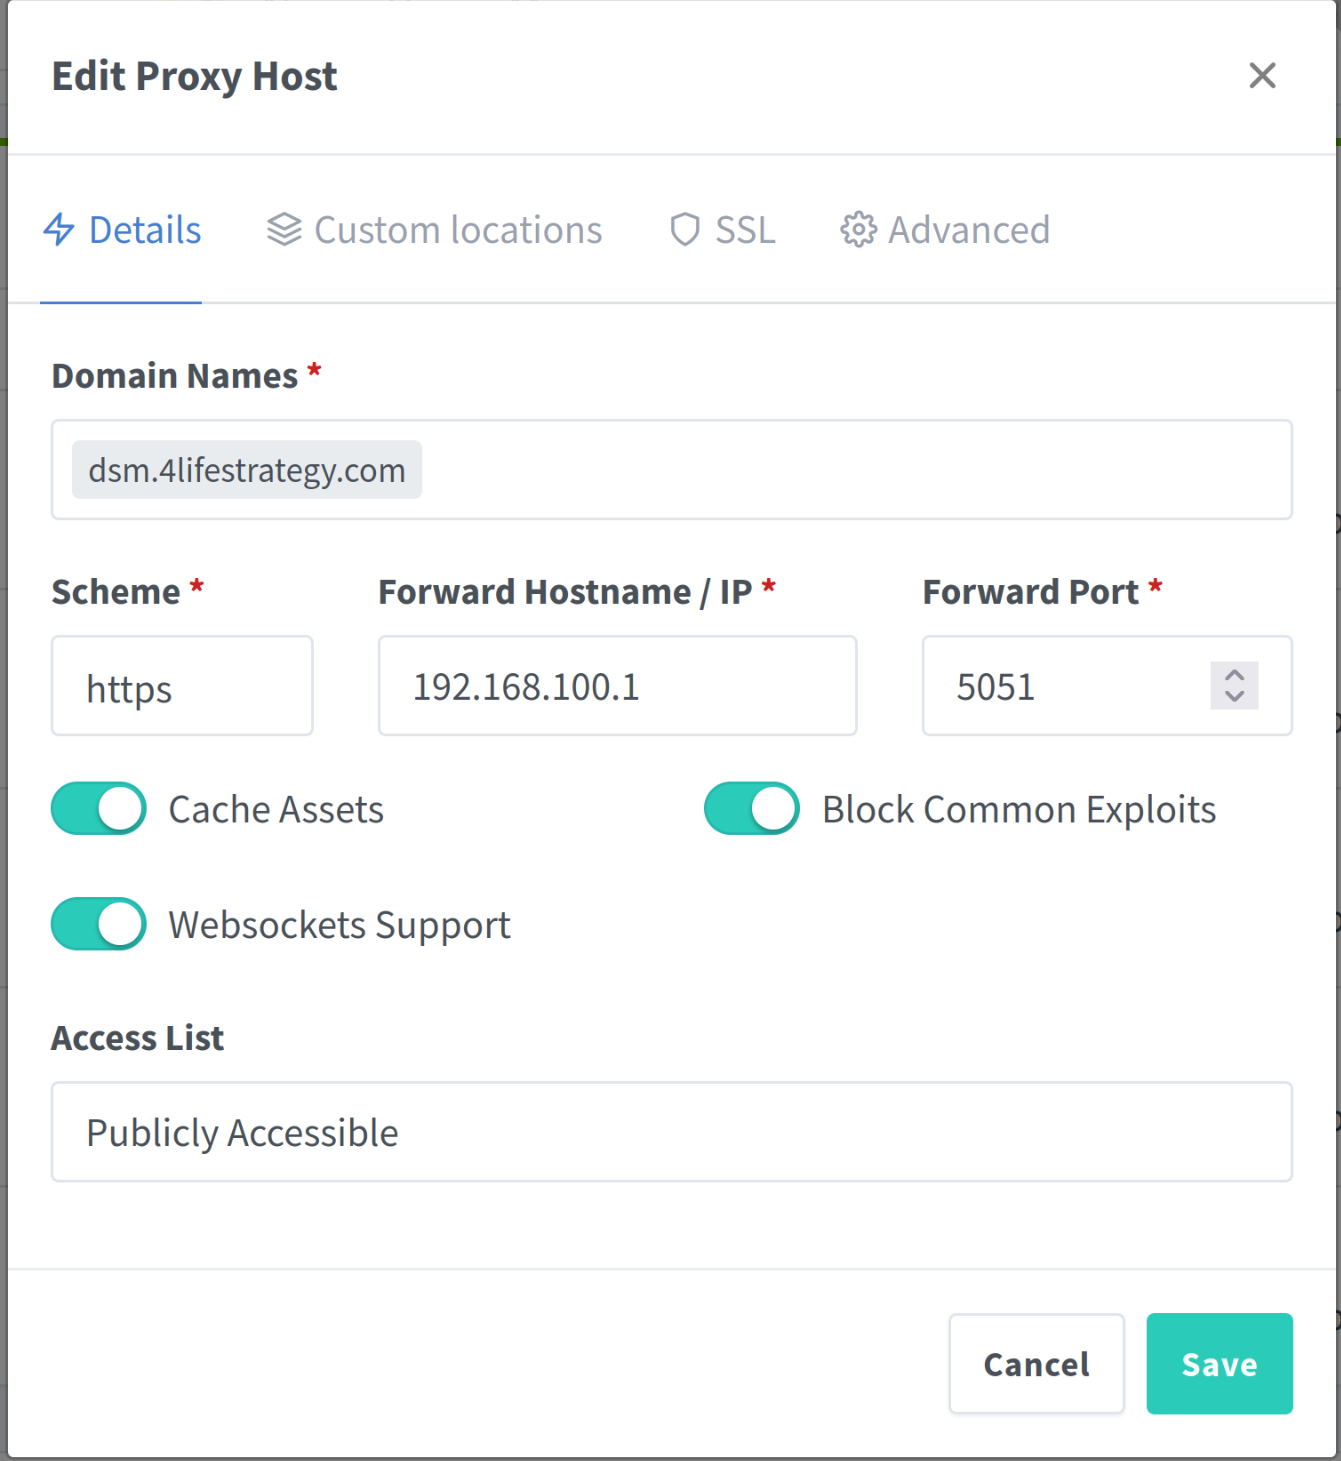 Edit Proxy Host
Details Custom locations SSL Advanced
Domain Names *
dsm.4lifestrategy.com
Scheme * Forward Hostname / IP * Forward Port *
https 192.168.100.1 5051
Cache Assets Block Common Exploits
Websockets Support
Access List
Publicly Accessible
Cancel Save